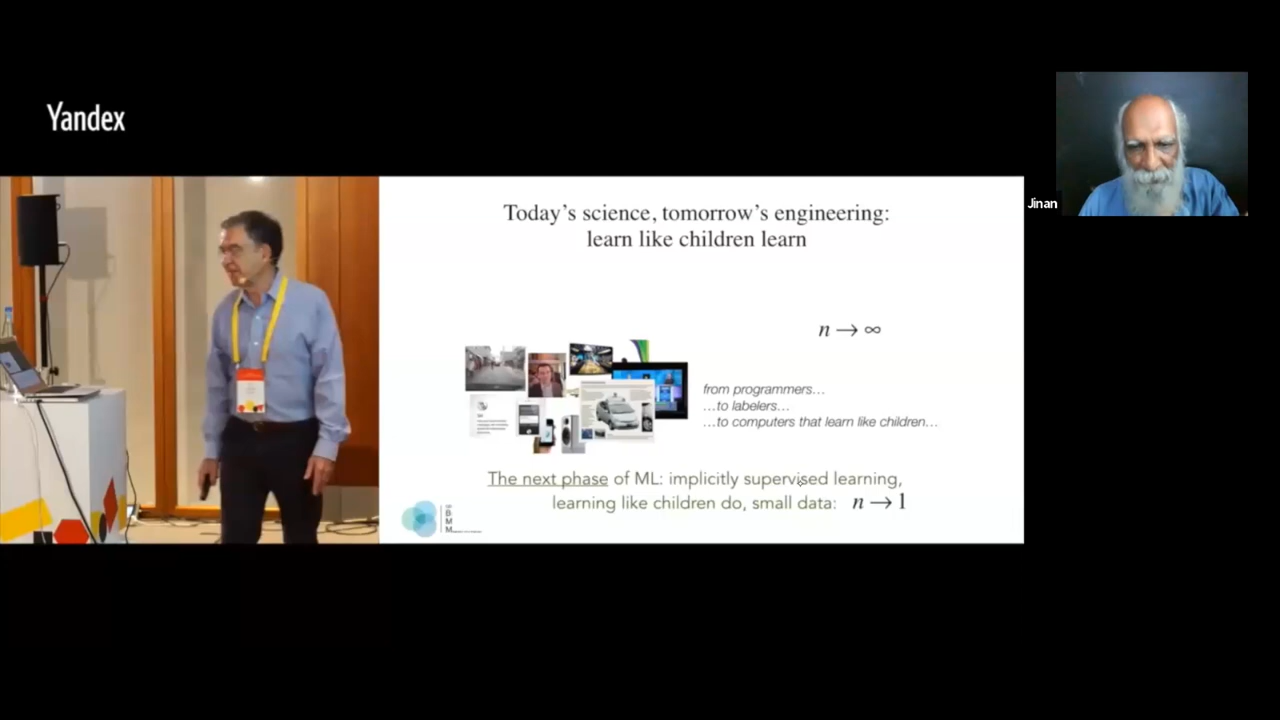 Yandex
Jinan
Today's science, tomorrow's engineering:
learn like children learn
n → ∞
from programmers…
…to labelers…
…to computers that learn like children…
The next phase of ML: implicitly supervised learning,
learning like children do, small data: n → 1
B
M
M